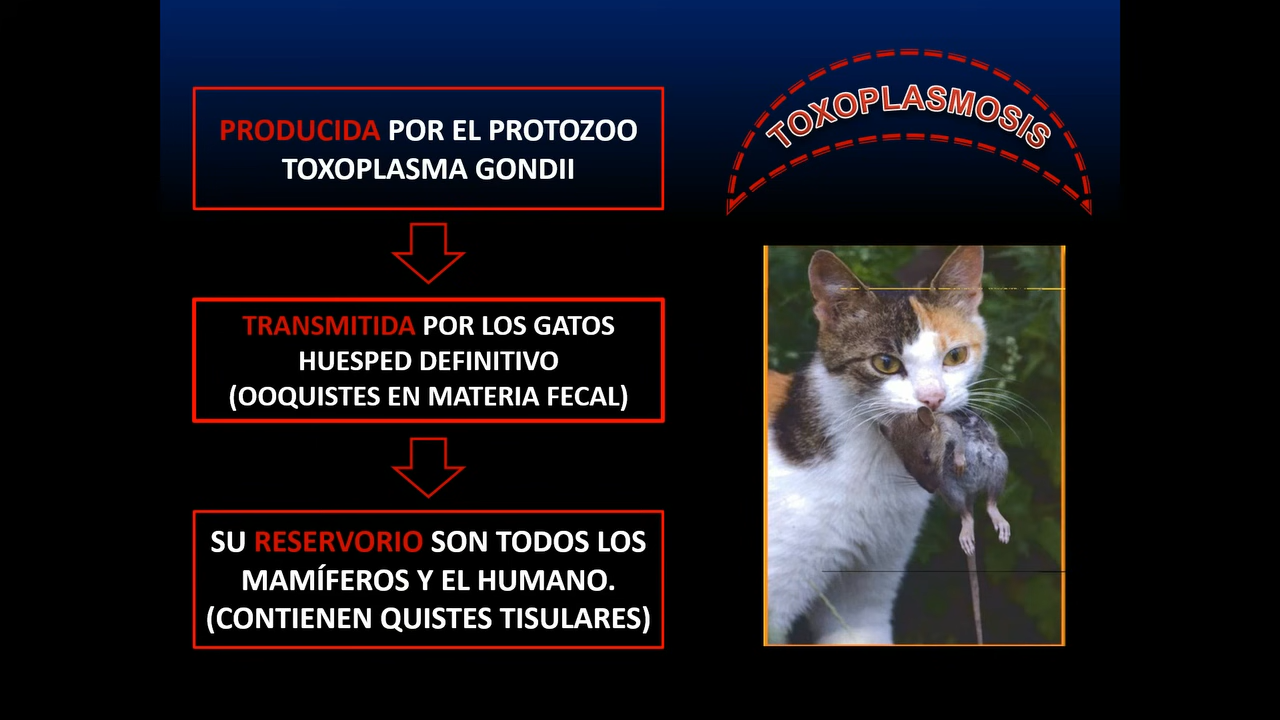 TOXOPLASMOSIS
PRODUCIDA POR EL PROTOZOO
TOXOPLASMA GONDII
TRANSMITIDA POR LOS GATOS
HUESPED DEFINITIVO
(OOQUISTES EN MATERIA FECAL)
SU RESERVORIO SON TODOS LOS
MAMÍFEROS Y EL HUMANO.
(CONTIENEN QUISTES TISULARES)